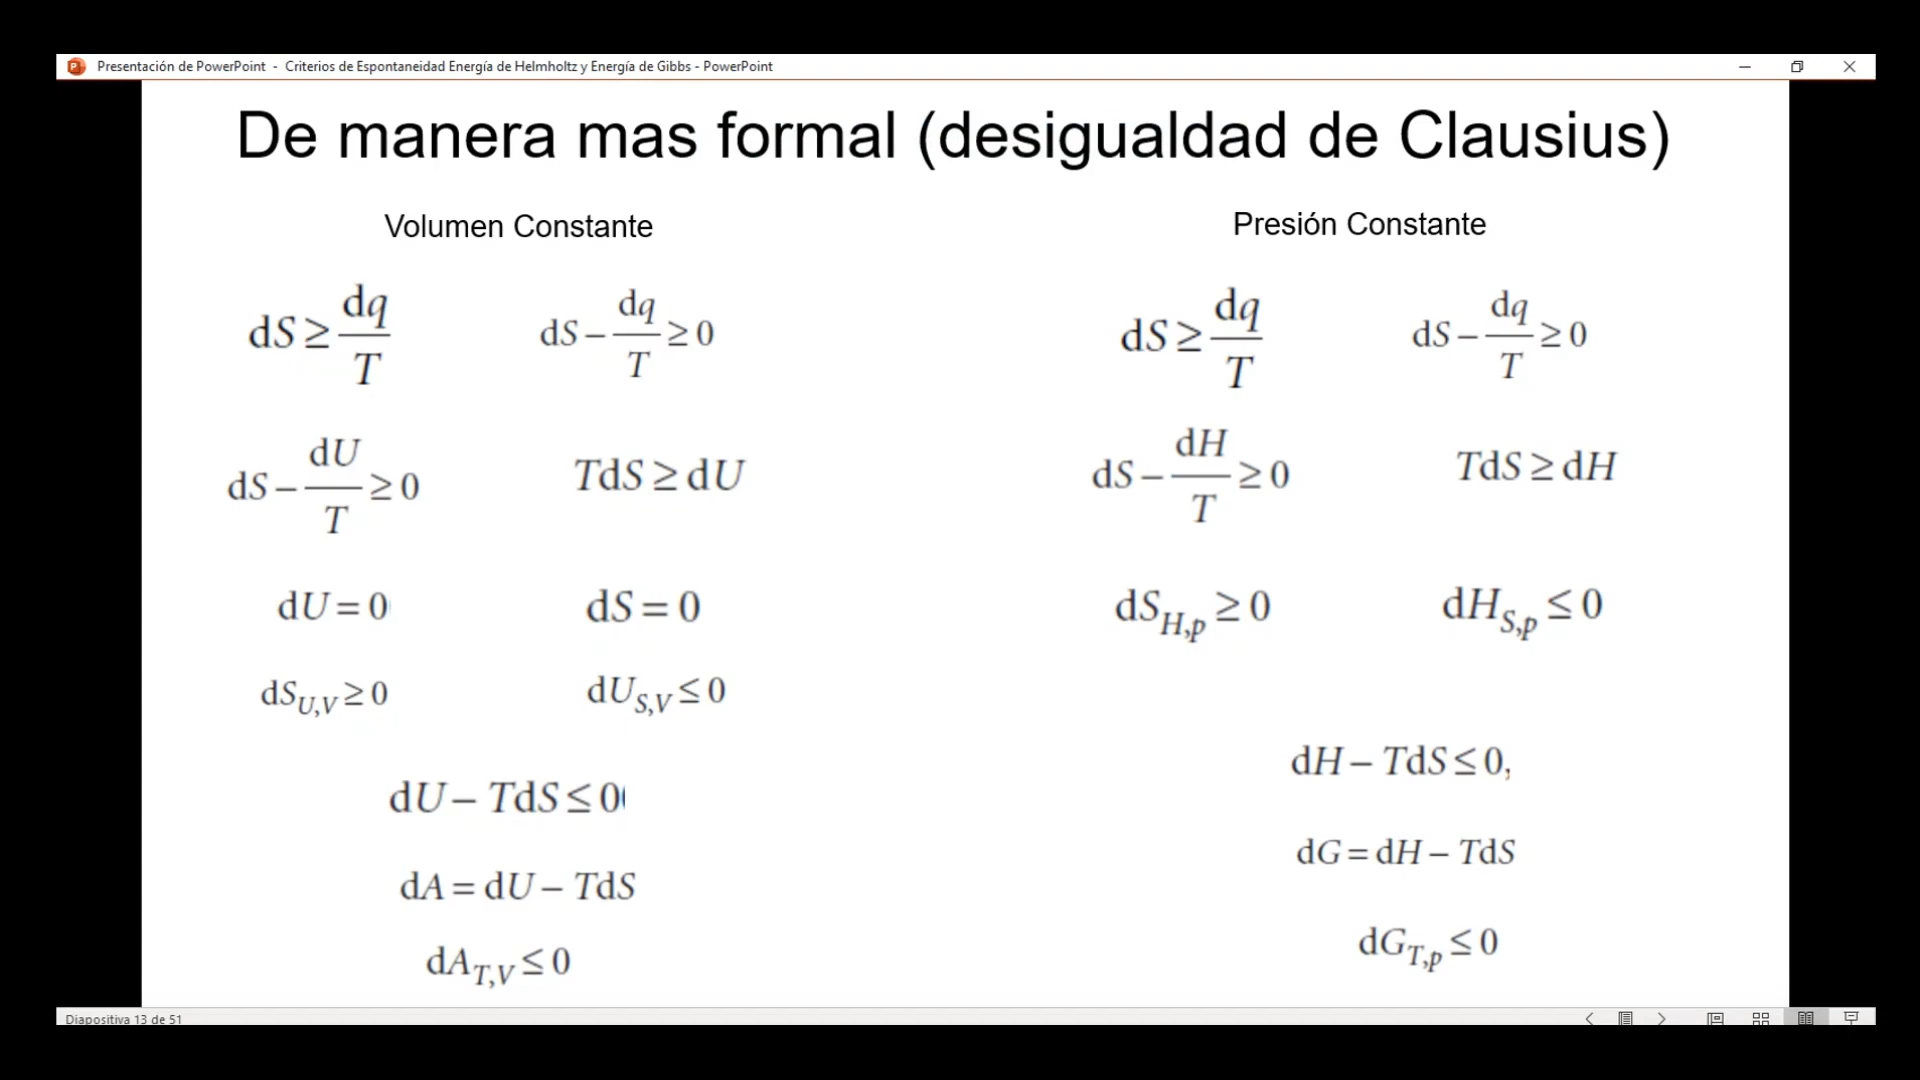 Presentación de PowerPoint - Criterios de Espontaneidad Energía de Helmholtz y Energía de Gibbs - PowerPoint
De manera mas formal (desigualdad de Clausius)
Volumen Constante
dS ≥ dq/T
dS – dq/T ≥ 0
dS – dU/T ≥ 0
TdS ≥ dU
dU = 0
dS = 0
dS_{U,V} ≥ 0
dU_{S,V} ≤ 0
dU – TdS ≤ 0
dA = dU – TdS
dA_{T,V} ≤ 0
Presión Constante
dS ≥ dq/T
dS – dq/T ≥ 0
dS – dH/T ≥ 0
TdS ≥ dH
dS_{H,p} ≥ 0
dH_{S,p} ≤ 0
dH – TdS ≤ 0,
dG = dH – TdS
dG_{T,p} ≤ 0
Diapositiva 13 de 51